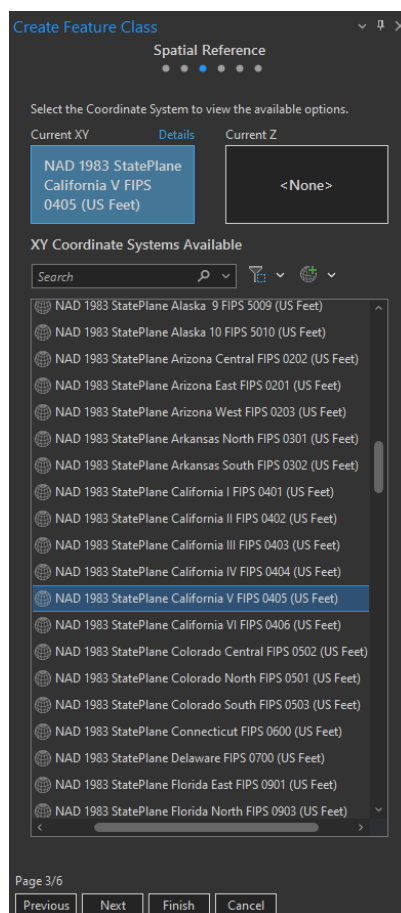 Create Feature Class
Spatial Reference
Select the Coordinate System to view the available options.
Current XY Details Current Z
NAD 1983 StatePlane
California V FIPS
0405 (US Feet)
<None>
XY Coordinate Systems Available
Search
NAD 1983 StatePlane Alaska  9 FIPS 5009 (US Feet)
NAD 1983 StatePlane Alaska 10 FIPS 5010 (US Feet)
NAD 1983 StatePlane Arizona Central FIPS 0202 (US Feet)
NAD 1983 StatePlane Arizona East FIPS 0201 (US Feet)
NAD 1983 StatePlane Arizona West FIPS 0203 (US Feet)
NAD 1983 StatePlane Arkansas North FIPS 0301 (US Feet)
NAD 1983 StatePlane Arkansas South FIPS 0302 (US Feet)
NAD 1983 StatePlane California I FIPS 0401 (US Feet)
NAD 1983 StatePlane California II FIPS 0402 (US Feet)
NAD 1983 StatePlane California III FIPS 0403 (US Feet)
NAD 1983 StatePlane California IV FIPS 0404 (US Feet)
NAD 1983 StatePlane California V FIPS 0405 (US Feet)
NAD 1983 StatePlane California VI FIPS 0406 (US Feet)
NAD 1983 StatePlane Colorado Central FIPS 0502 (US Feet)
NAD 1983 StatePlane Colorado North FIPS 0501 (US Feet)
NAD 1983 StatePlane Colorado South FIPS 0503 (US Feet)
NAD 1983 StatePlane Connecticut FIPS 0600 (US Feet)
NAD 1983 StatePlane Delaware FIPS 0700 (US Feet)
NAD 1983 StatePlane Florida East FIPS 0901 (US Feet)
NAD 1983 StatePlane Florida North FIPS 0903 (US Feet)
Page 3/6
Previous Next Finish Cancel